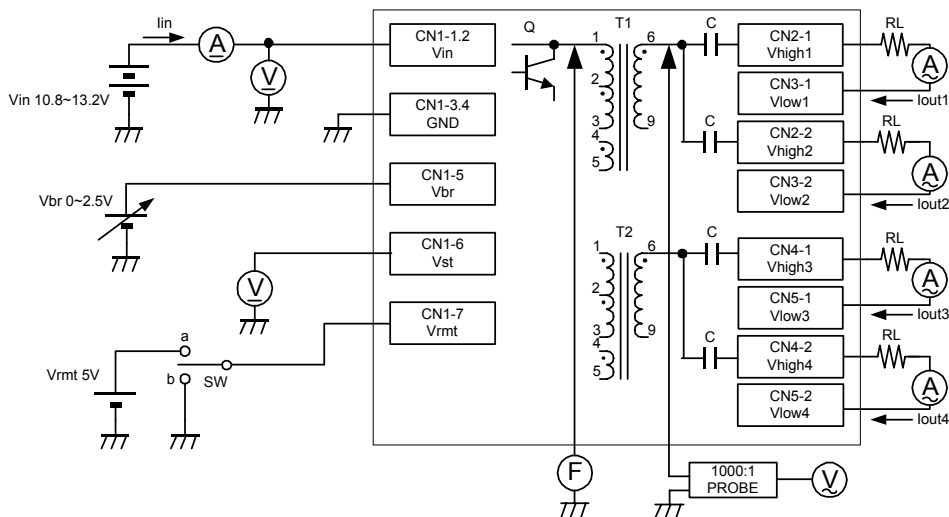 Iin
A
V
Vin 10.8~13.2V
CN1-1.2
Vin
CN1-3.4
GND
Vbr 0~2.5V
CN1-5
Vbr
CN1-6
Vst
V
CN1-7
Vrmt
Vrmt 5V
a
b
SW
Q
T1
1
2
3
4
5
6
9
C
CN2-1
Vhigh1
RL
A
CN3-1
Vlow1
Iout1
C
CN2-2
Vhigh2
RL
A
CN3-2
Vlow2
Iout2
T2
1
2
3
4
5
6
9
C
CN4-1
Vhigh3
RL
A
CN5-1
Vlow3
Iout3
C
CN4-2
Vhigh4
RL
A
CN5-2
Vlow4
Iout4
F
1000:1
PROBE
V